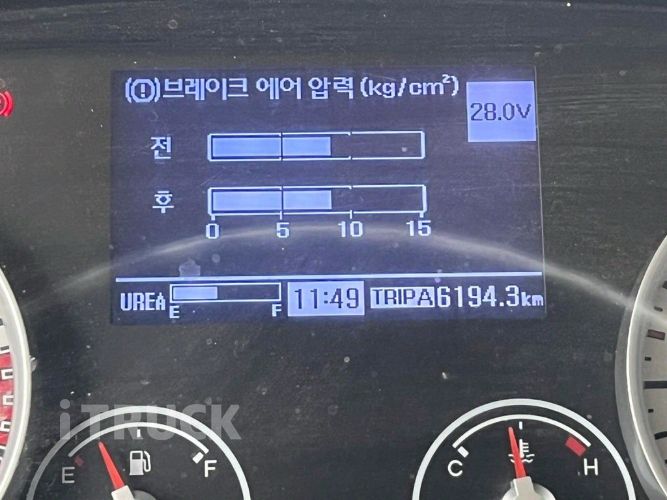 (!)브레이크 에어 압력 (kg/cm²)
28.0V
전
후
0 5 10 15
UREA E F 11:49 TRIP A 6194.3km
iTRUCK
E F
C H